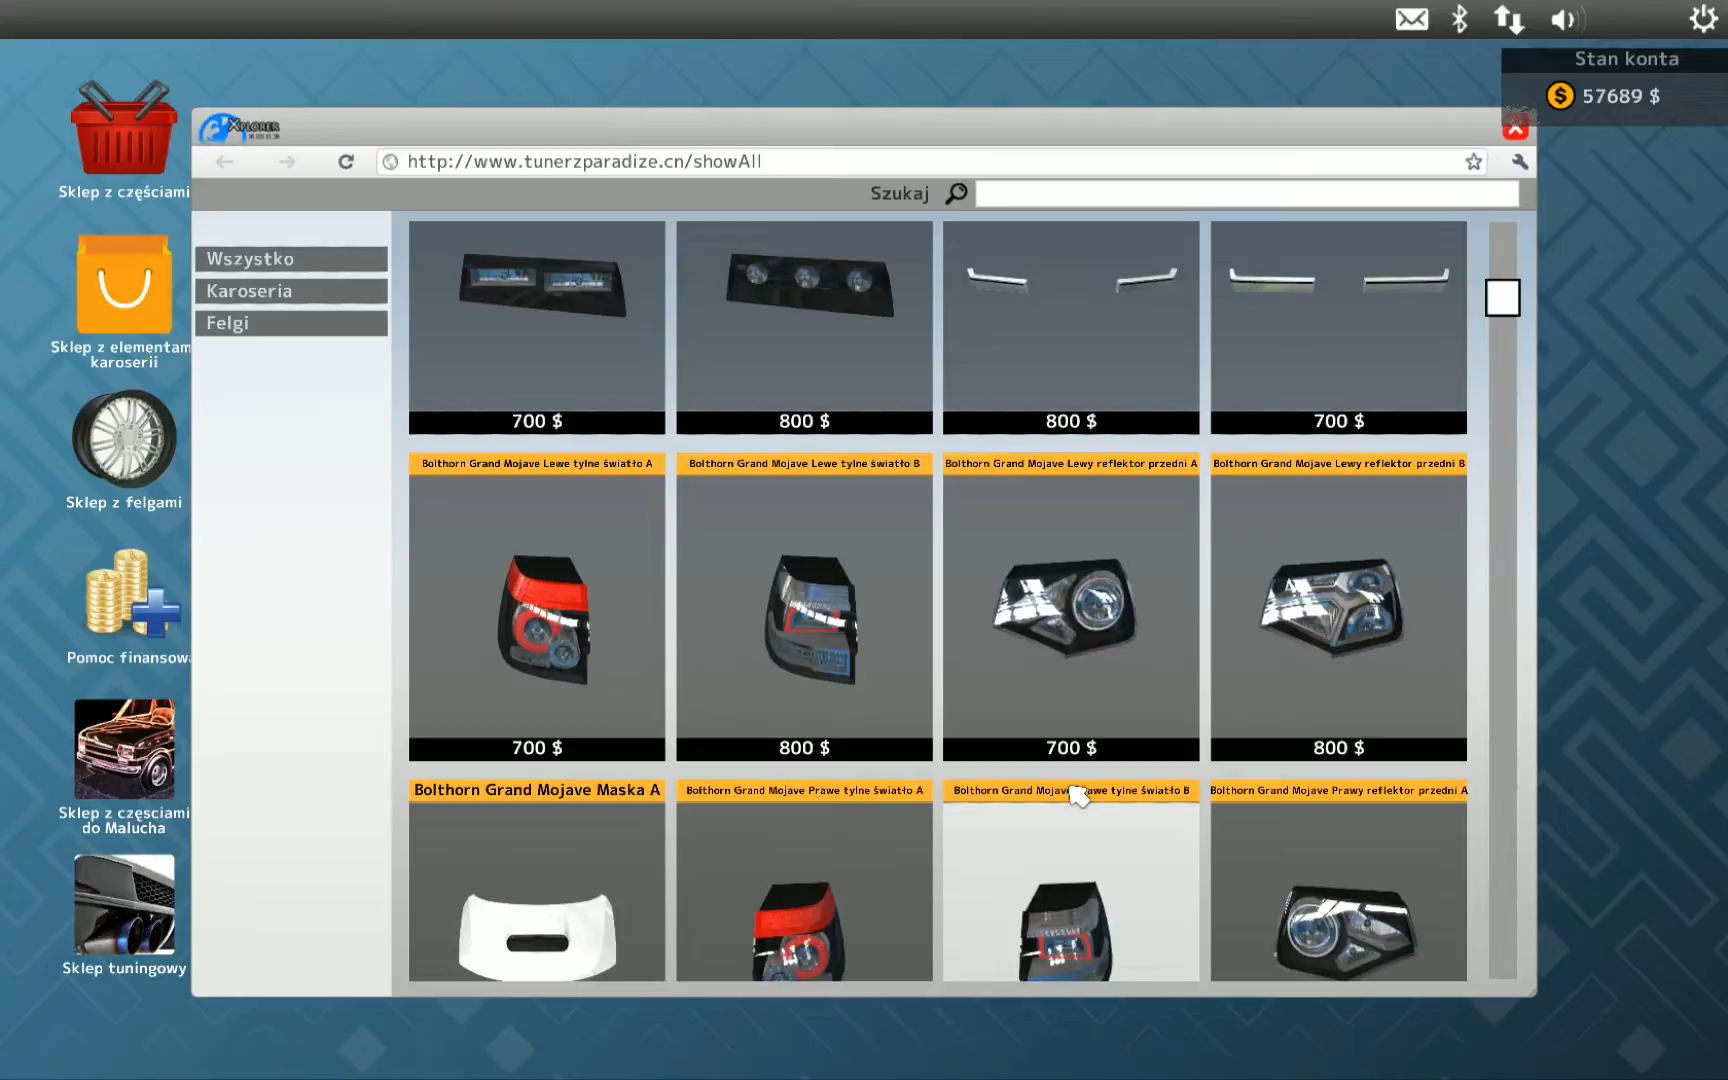 Stan konta
57689 $
Sklep z częściami
Sklep z elementam
karoserii
Sklep z felgami
Pomoc finansowa
Sklep z częsciami
do Malucha
Sklep tuningowy
XPLORER
http://www.tunerzparadize.cn/showAll
Szukaj
Wszystko
Karoseria
Felgi
700 $
800 $
800 $
700 $
Bolthorn Grand Mojave Lewe tylne światło A
Bolthorn Grand Mojave Lewe tylne światło B
Bolthorn Grand Mojave Lewy reflektor przedni A
Bolthorn Grand Mojave Lewy reflektor przedni B
700 $
800 $
700 $
800 $
Bolthorn Grand Mojave Maska A
Bolthorn Grand Mojave Prawe tylne światło A
Bolthorn Grand Mojave tylne światło B
Bolthorn Grand Mojave Prawy reflektor przedni A